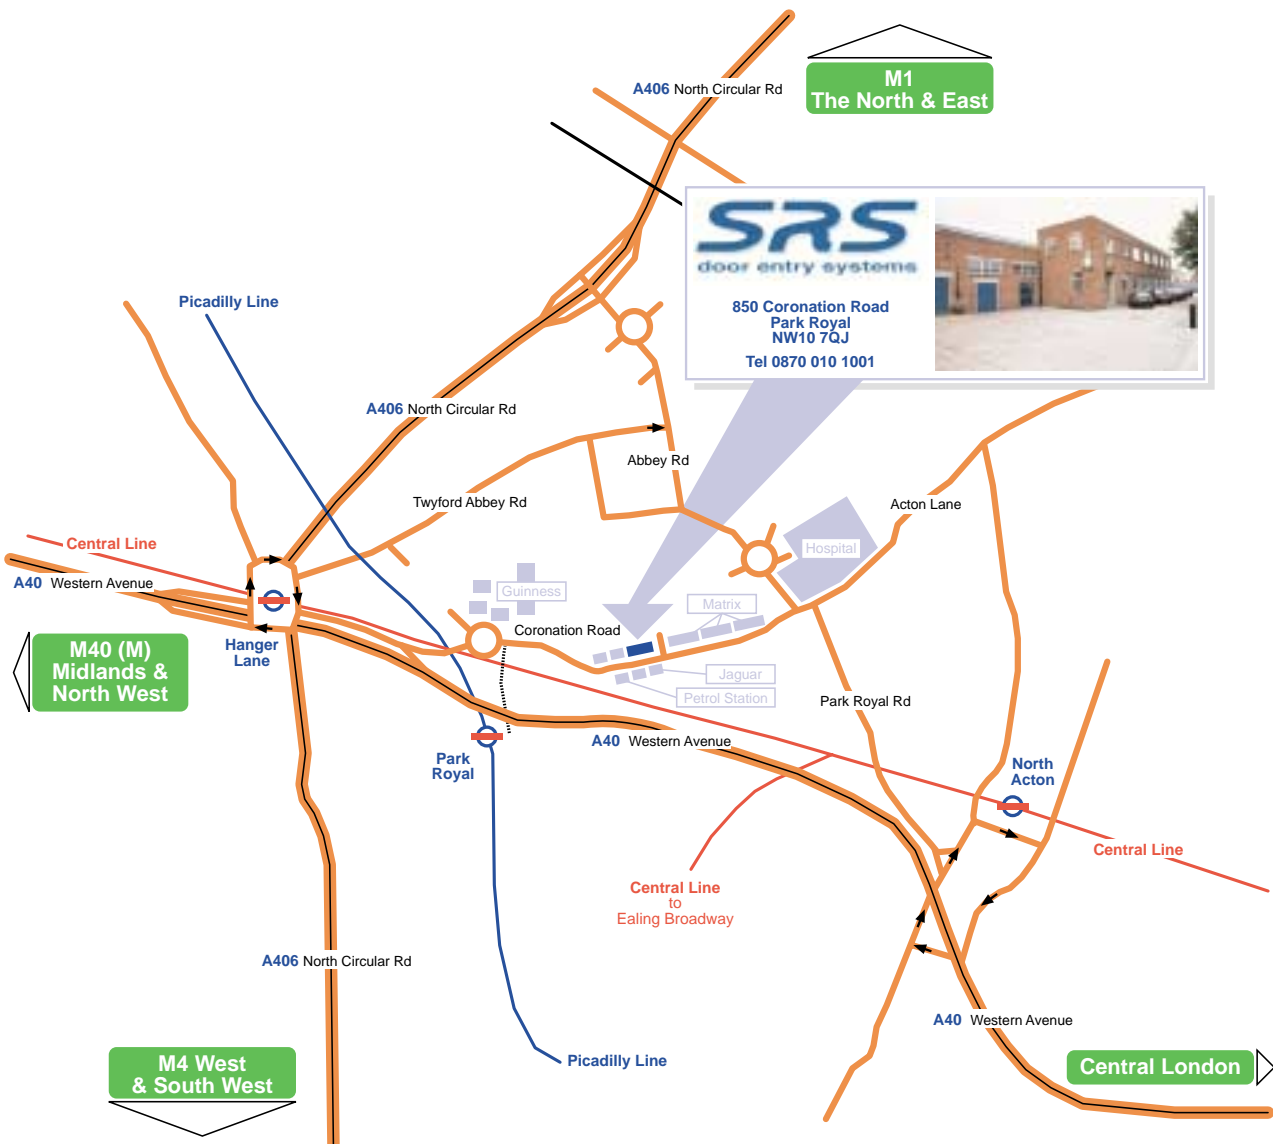 A406 North Circular Rd
M1
The North & East
SRS
door entry systems
850 Coronation Road
Park Royal
NW10 7QJ
Tel 0870 010 1001
Picadilly Line
A406 North Circular Rd
Abbey Rd
Twyford Abbey Rd
Acton Lane
Central Line
Hospital
A40 Western Avenue
Guinness
Matrix
Coronation Road
Hanger
Lane
M40 (M)
Midlands &
North West
Jaguar
Petrol Station
Park Royal Rd
A40 Western Avenue
Park
Royal
North
Acton
Central Line
Central Line
to
Ealing Broadway
A406 North Circular Rd
A40 Western Avenue
Picadilly Line
M4 West
& South West
Central London